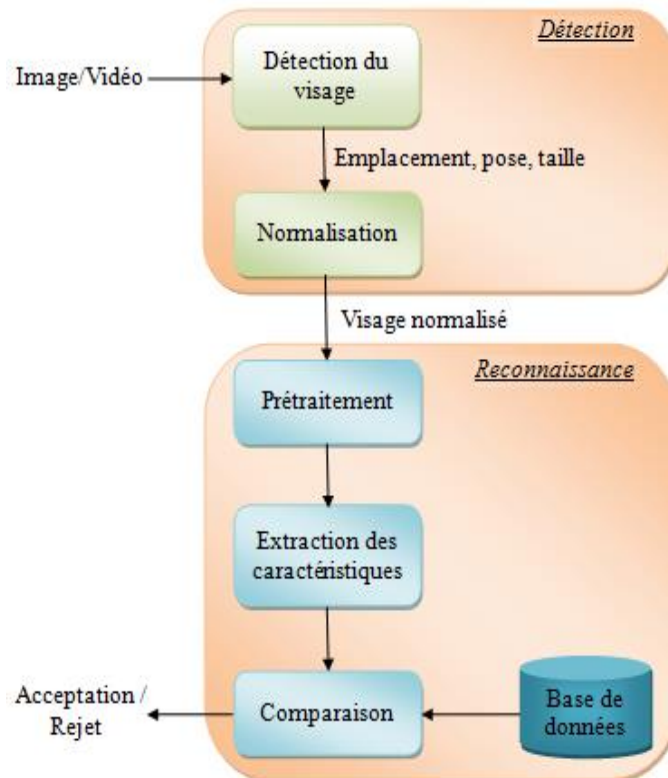 Détection
Image/Vidéo
Détection du
visage
Emplacement, pose, taille
Normalisation
Visage normalisé
Reconnaissance
Prétraitement
Extraction des
caractéristiques
Acceptation /
Rejet
Comparaison
Base de
données